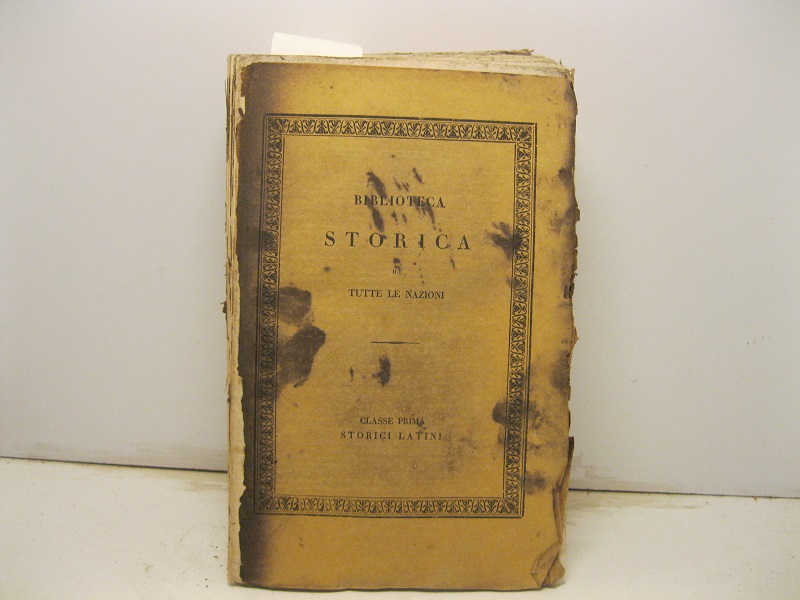 BIBLIOTECA
STORICA
DI
TUTTE LE NAZIONI
CLASSE PRIMA
STORICI LATINI